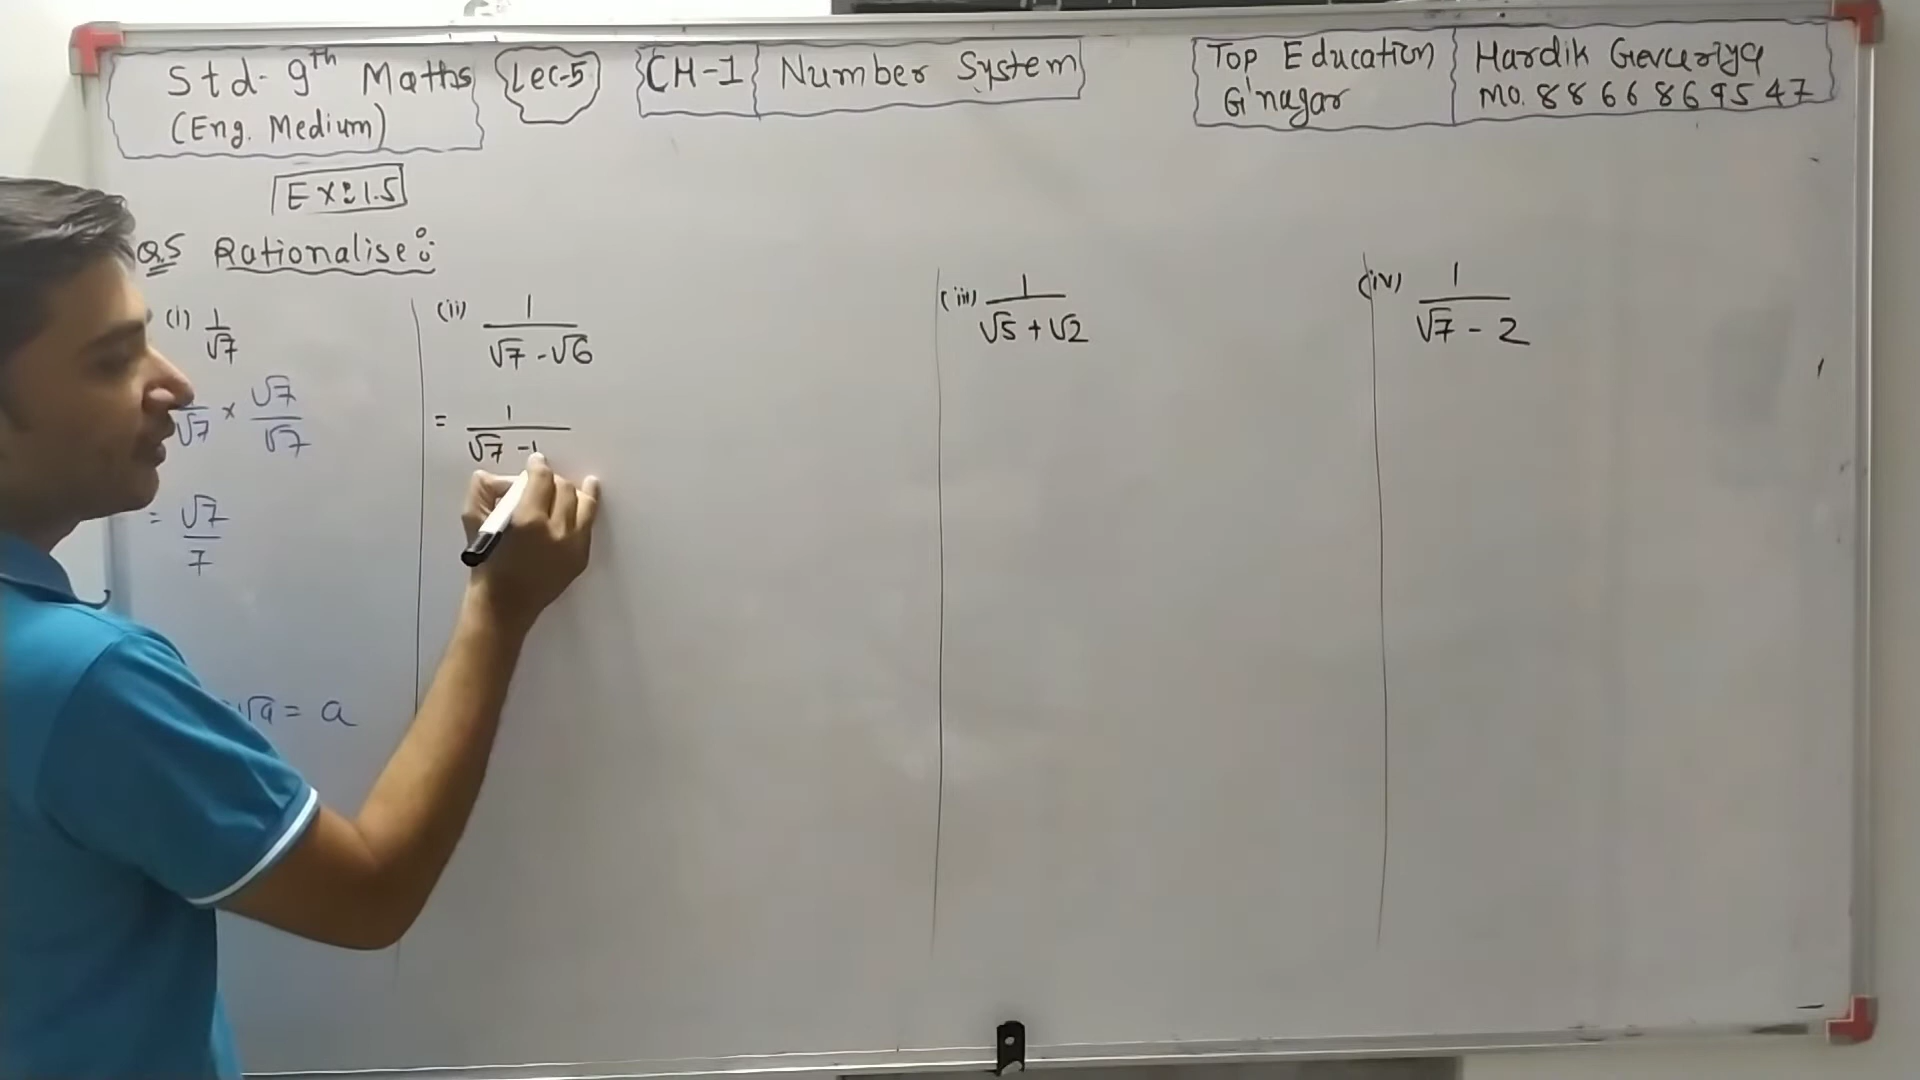 Std- 9th Maths
(Eng. Medium)
Lec-5
CH-1 Number System
Top Education
G'nagar
Hardik
MO. 8866869547
Ex:1.5
Q.5 Rationalise:
(i) 1/√7
√7 × √7/√7
= √7/7
√a = a
(ii) 1/(√7 - √6)
= 1/(√7 -
(iii) 1/(√5 + √2)
(iv) 1/(√7 - 2)